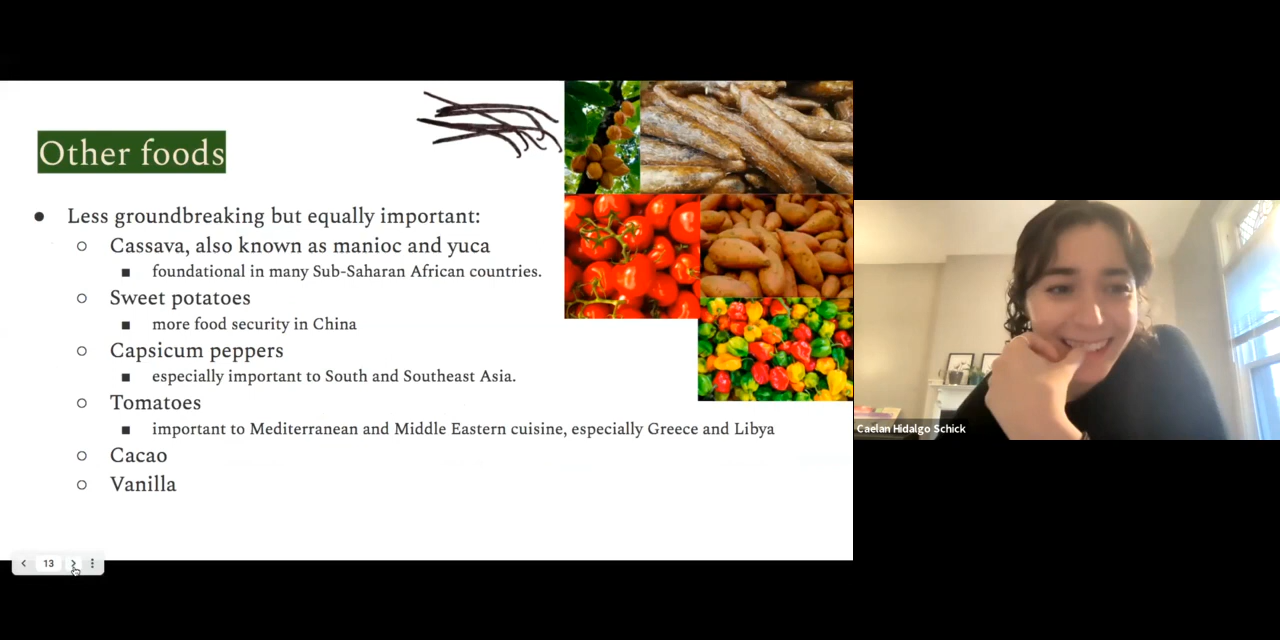 Other foods
● Less groundbreaking but equally important:
○ Cassava, also known as manioc and yuca
■ foundational in many Sub-Saharan African countries.
○ Sweet potatoes
■ more food security in China
○ Capsicum peppers
■ especially important to South and Southeast Asia.
○ Tomatoes
■ important to Mediterranean and Middle Eastern cuisine, especially Greece and Libya
○ Cacao
○ Vanilla
13
Caelan Hidalgo Schick